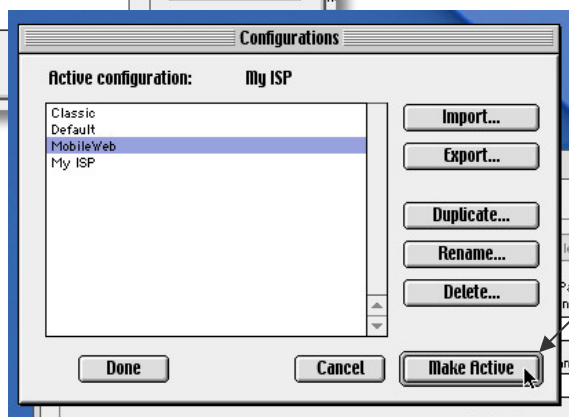 Configurations
Active configuration: My ISP
Classic
Default
MobileWeb
My ISP
Import...
Export...
Duplicate...
Rename...
Delete...
Done
Cancel
Make Active